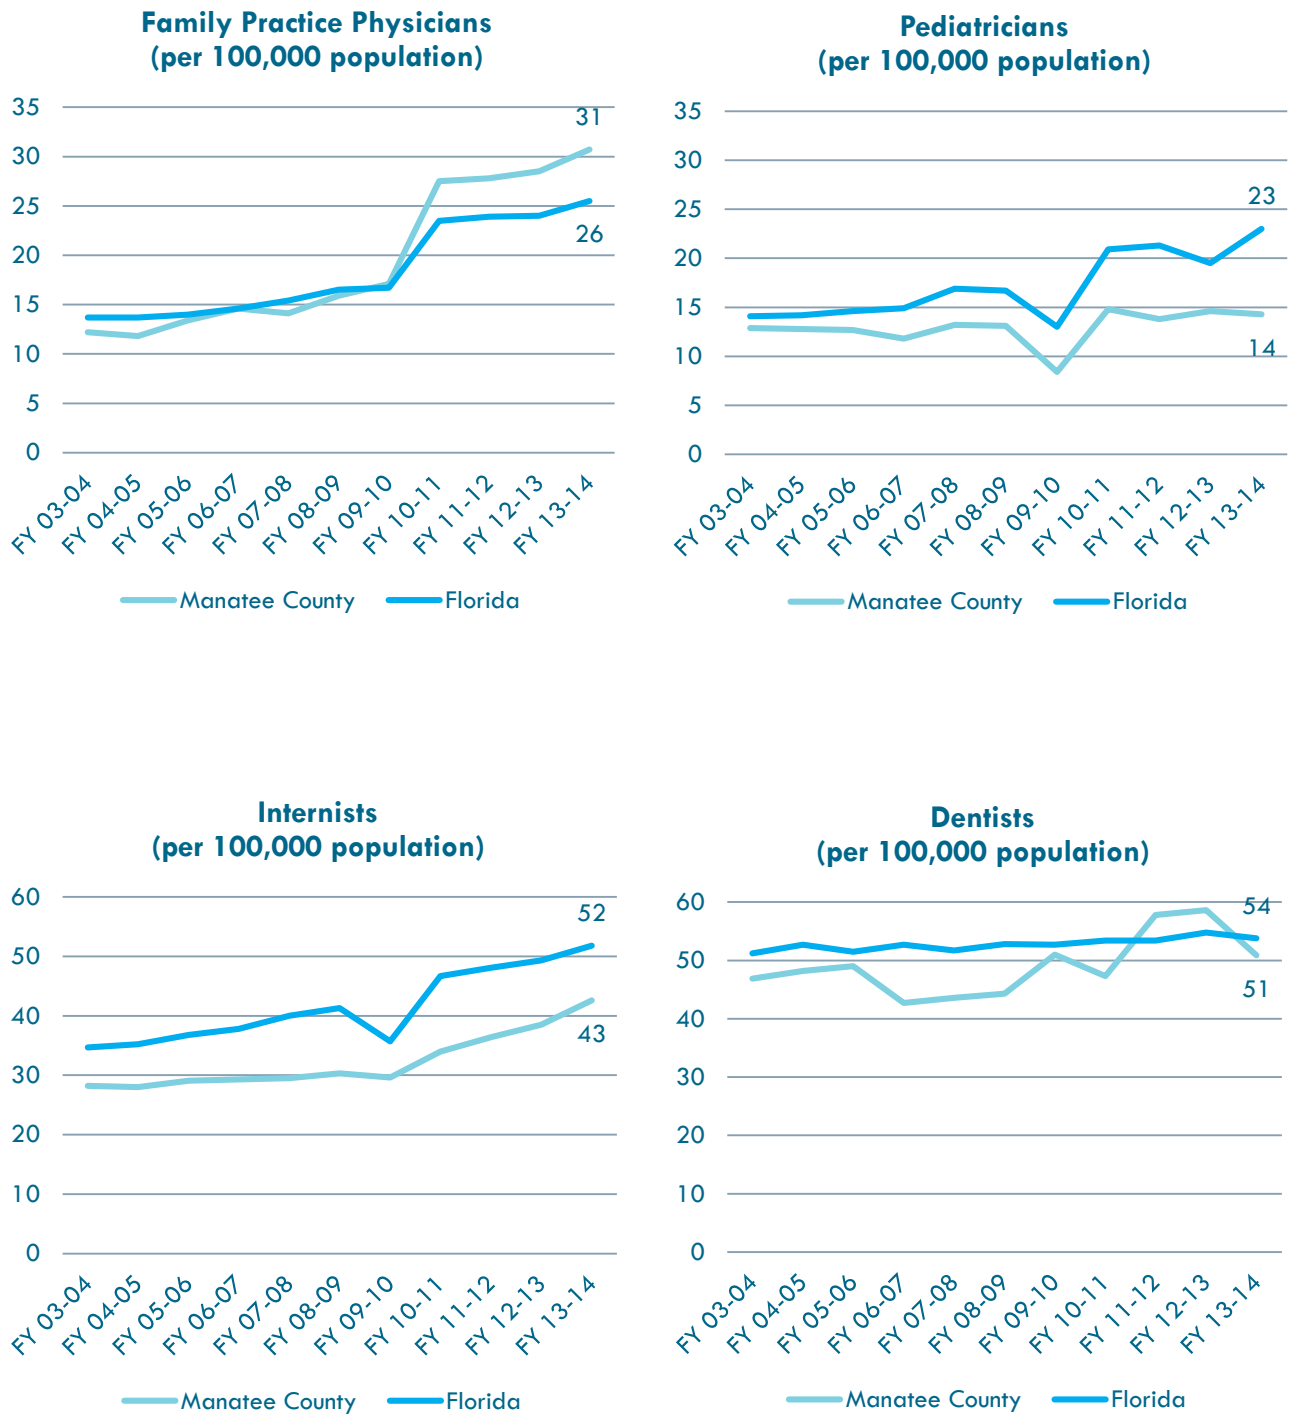 Family Practice Physicians
(per 100,000 population)
35
30
25
20
15
10
5
0
31
26
FY 03-04
FY 04-05
FY 05-06
FY 06-07
FY 07-08
FY 08-09
FY 09-10
FY 10-11
FY 11-12
FY 12-13
FY 13-14
Manatee County Florida
Pediatricians
(per 100,000 population)
35
30
25
20
15
10
5
0
23
14
FY 03-04
FY 04-05
FY 05-06
FY 06-07
FY 07-08
FY 08-09
FY 09-10
FY 10-11
FY 11-12
FY 12-13
FY 13-14
Manatee County Florida
Internists
(per 100,000 population)
60
50
40
30
20
10
0
52
43
FY 03-04
FY 04-05
FY 05-06
FY 06-07
FY 07-08
FY 08-09
FY 09-10
FY 10-11
FY 11-12
FY 12-13
FY 13-14
Manatee County Florida
Dentists
(per 100,000 population)
60
50
40
30
20
10
0
54
51
FY 03-04
FY 04-05
FY 05-06
FY 06-07
FY 07-08
FY 08-09
FY 09-10
FY 10-11
FY 11-12
FY 12-13
FY 13-14
Manatee County Florida